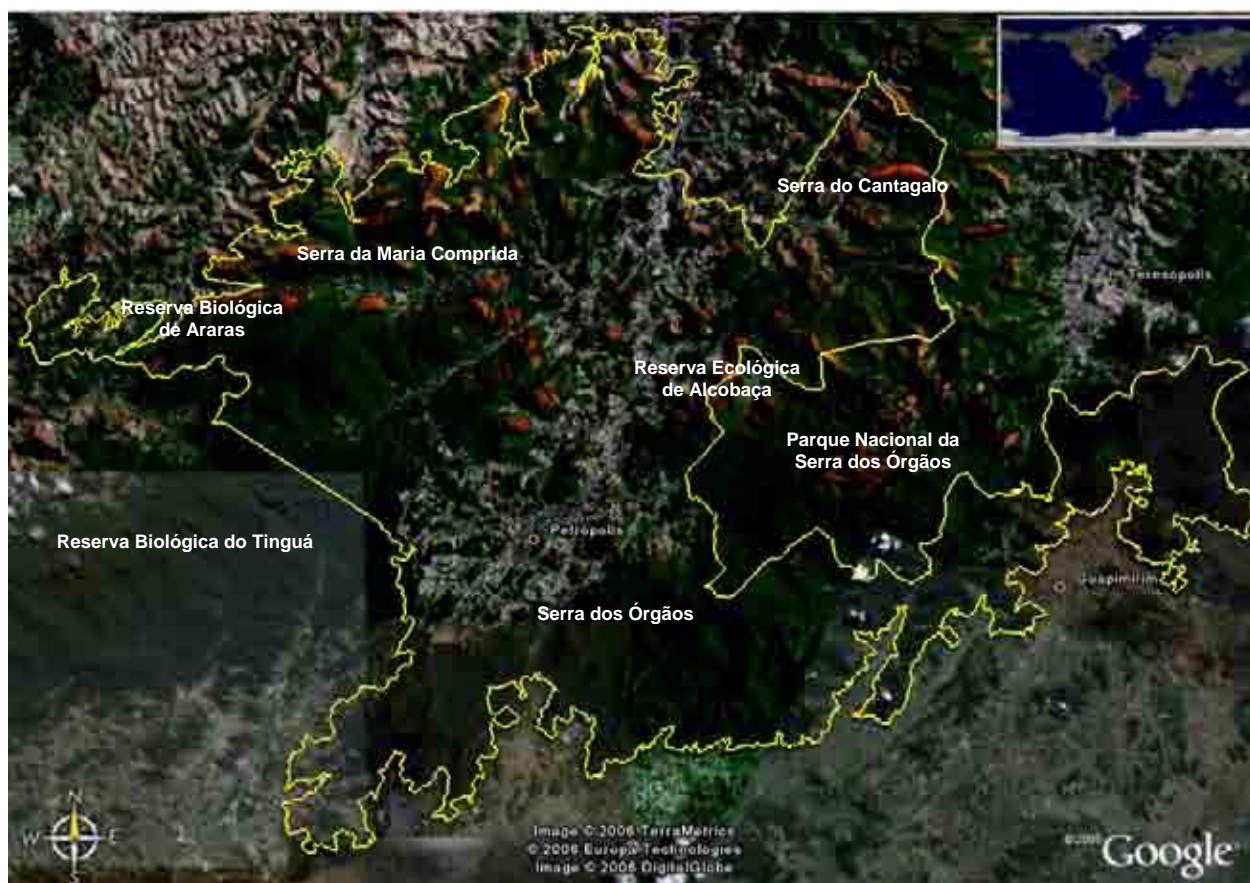 Serra do Cantagalo
Serra da Maria Comprida
Teresópolis
Reserva Biológica
de Araras
Reserva Ecológica
de Alcobaça
Parque Nacional da
Serra dos Órgãos
Petrópolis
Reserva Biológica do Tinguá
Guapimirim
Serra dos Órgãos
N
W E
S
Image © 2006 TerraMetrics
© 2006 Europa Technologies
Image © 2006 DigitalGlobe
Google